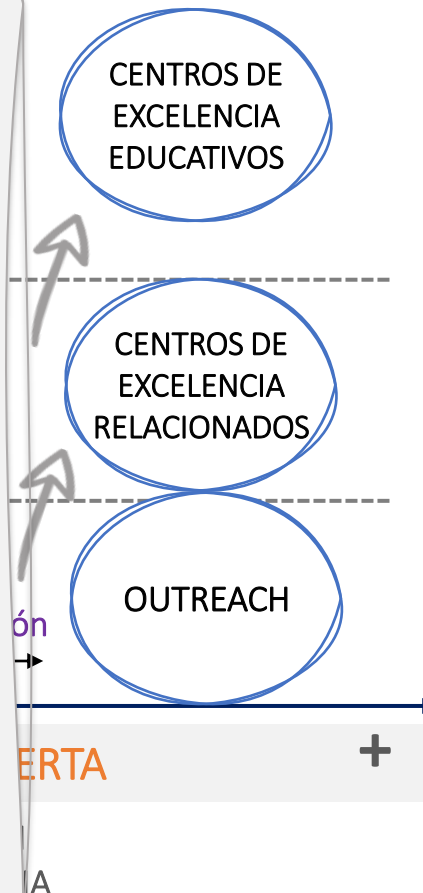 CENTROS DE
EXCELENCIA
EDUCATIVOS
CENTROS DE
EXCELENCIA
RELACIONADOS
OUTREACH
ón
ERTA
+
A